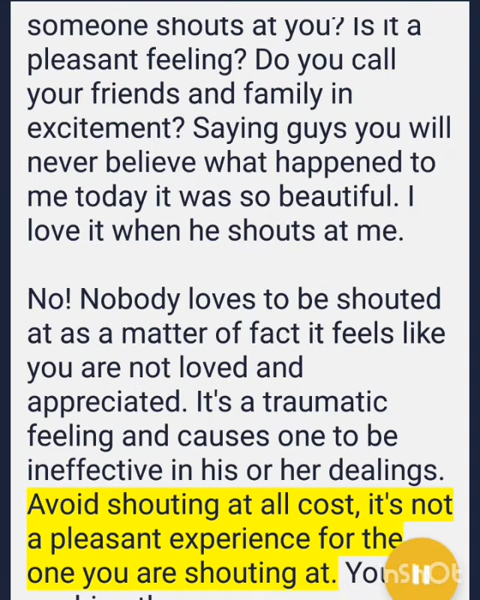 someone shouts at you? Is it a
pleasant feeling? Do you call
your friends and family in
excitement? Saying guys you will
never believe what happened to
me today it was so beautiful. I
love it when he shouts at me.
No! Nobody loves to be shouted
at as a matter of fact it feels like
you are not loved and
appreciated. It's a traumatic
feeling and causes one to be
ineffective in his or her dealings.
Avoid shouting at all cost, it's not
a pleasant experience for the
one you are shouting at.